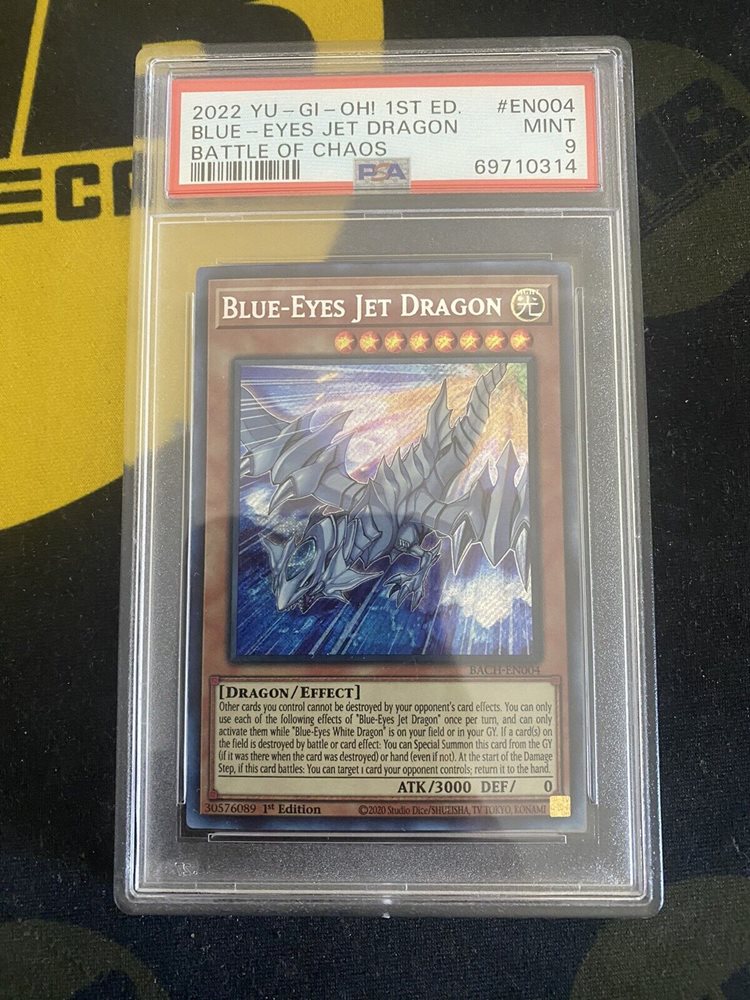 2022 YU-GI-OH! 1ST ED. #EN004
BLUE-EYES JET DRAGON MINT
BATTLE OF CHAOS 9
PSA 69710314
BLUE-EYES JET DRAGON 光
BACH-EN004
[DRAGON/EFFECT]
Other cards you control cannot be destroyed by your opponent's card effects. You can only
use each of the following effects of "Blue-Eyes Jet Dragon" once per turn, and can only
activate them while "Blue-Eyes White Dragon" is on your field or in your GY. If a card(s) on
the field is destroyed by battle or card effect: You can Special Summon this card from the GY
(if it was there when the card was destroyed) or hand (even if not). At the start of the Damage
Step, if this card battles: You can target 1 card your opponent controls; return it to the hand.
ATK/3000 DEF/ 0
30576089 1st Edition ©2020 Studio Dice/SHUEISHA, TV TOKYO, KONAMI